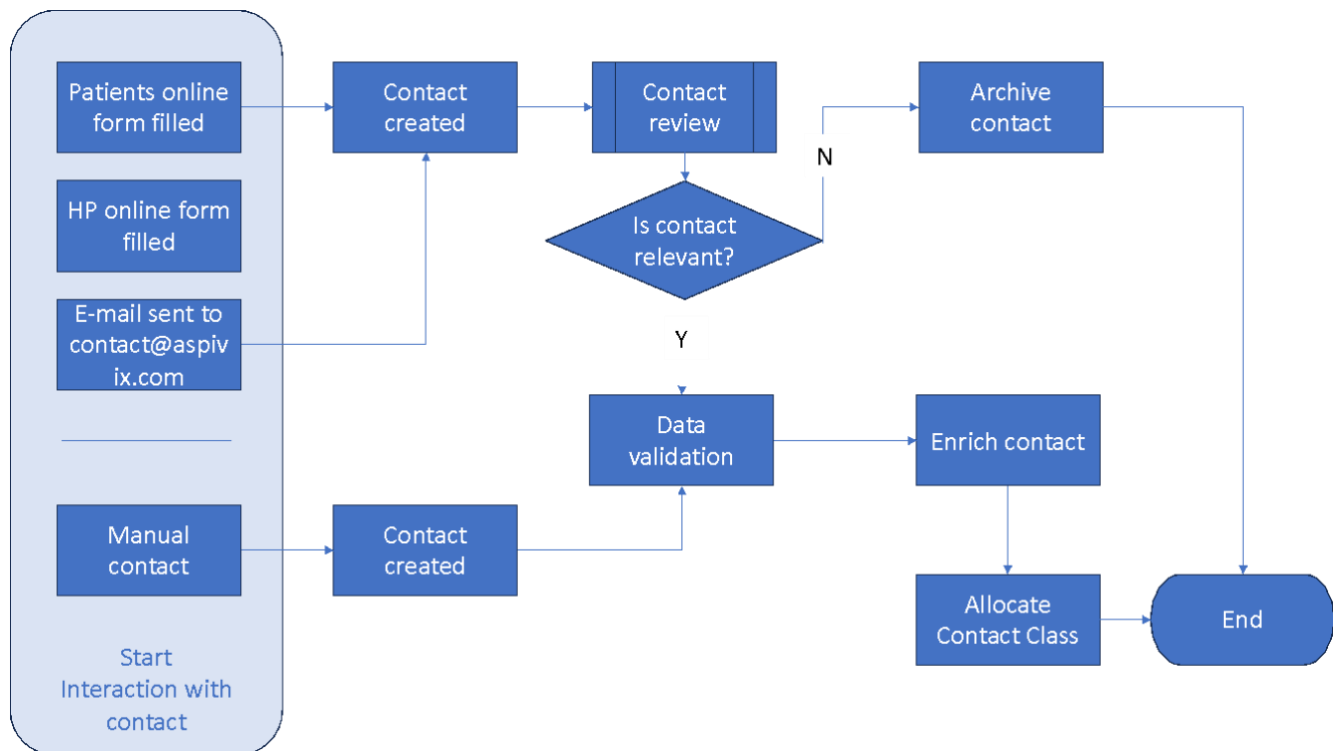 Patients online
form filled
Contact
created
Contact
review
Archive
contact
N
HP online form
filled
Is contact
relevant?
E-mail sent to
contact@aspiv
ix.com
Y
Data
validation
Enrich contact
Manual
contact
Contact
created
Allocate
Contact Class
End
Start
Interaction with
contact